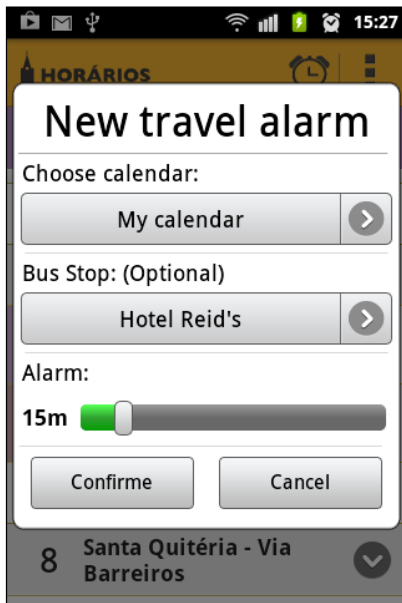 15:27
HORÁRIOS
New travel alarm
Choose calendar:
My calendar
Bus Stop: (Optional)
Hotel Reid's
Alarm:
15m
Confirme Cancel
8 Santa Quitéria - Via
Barreiros